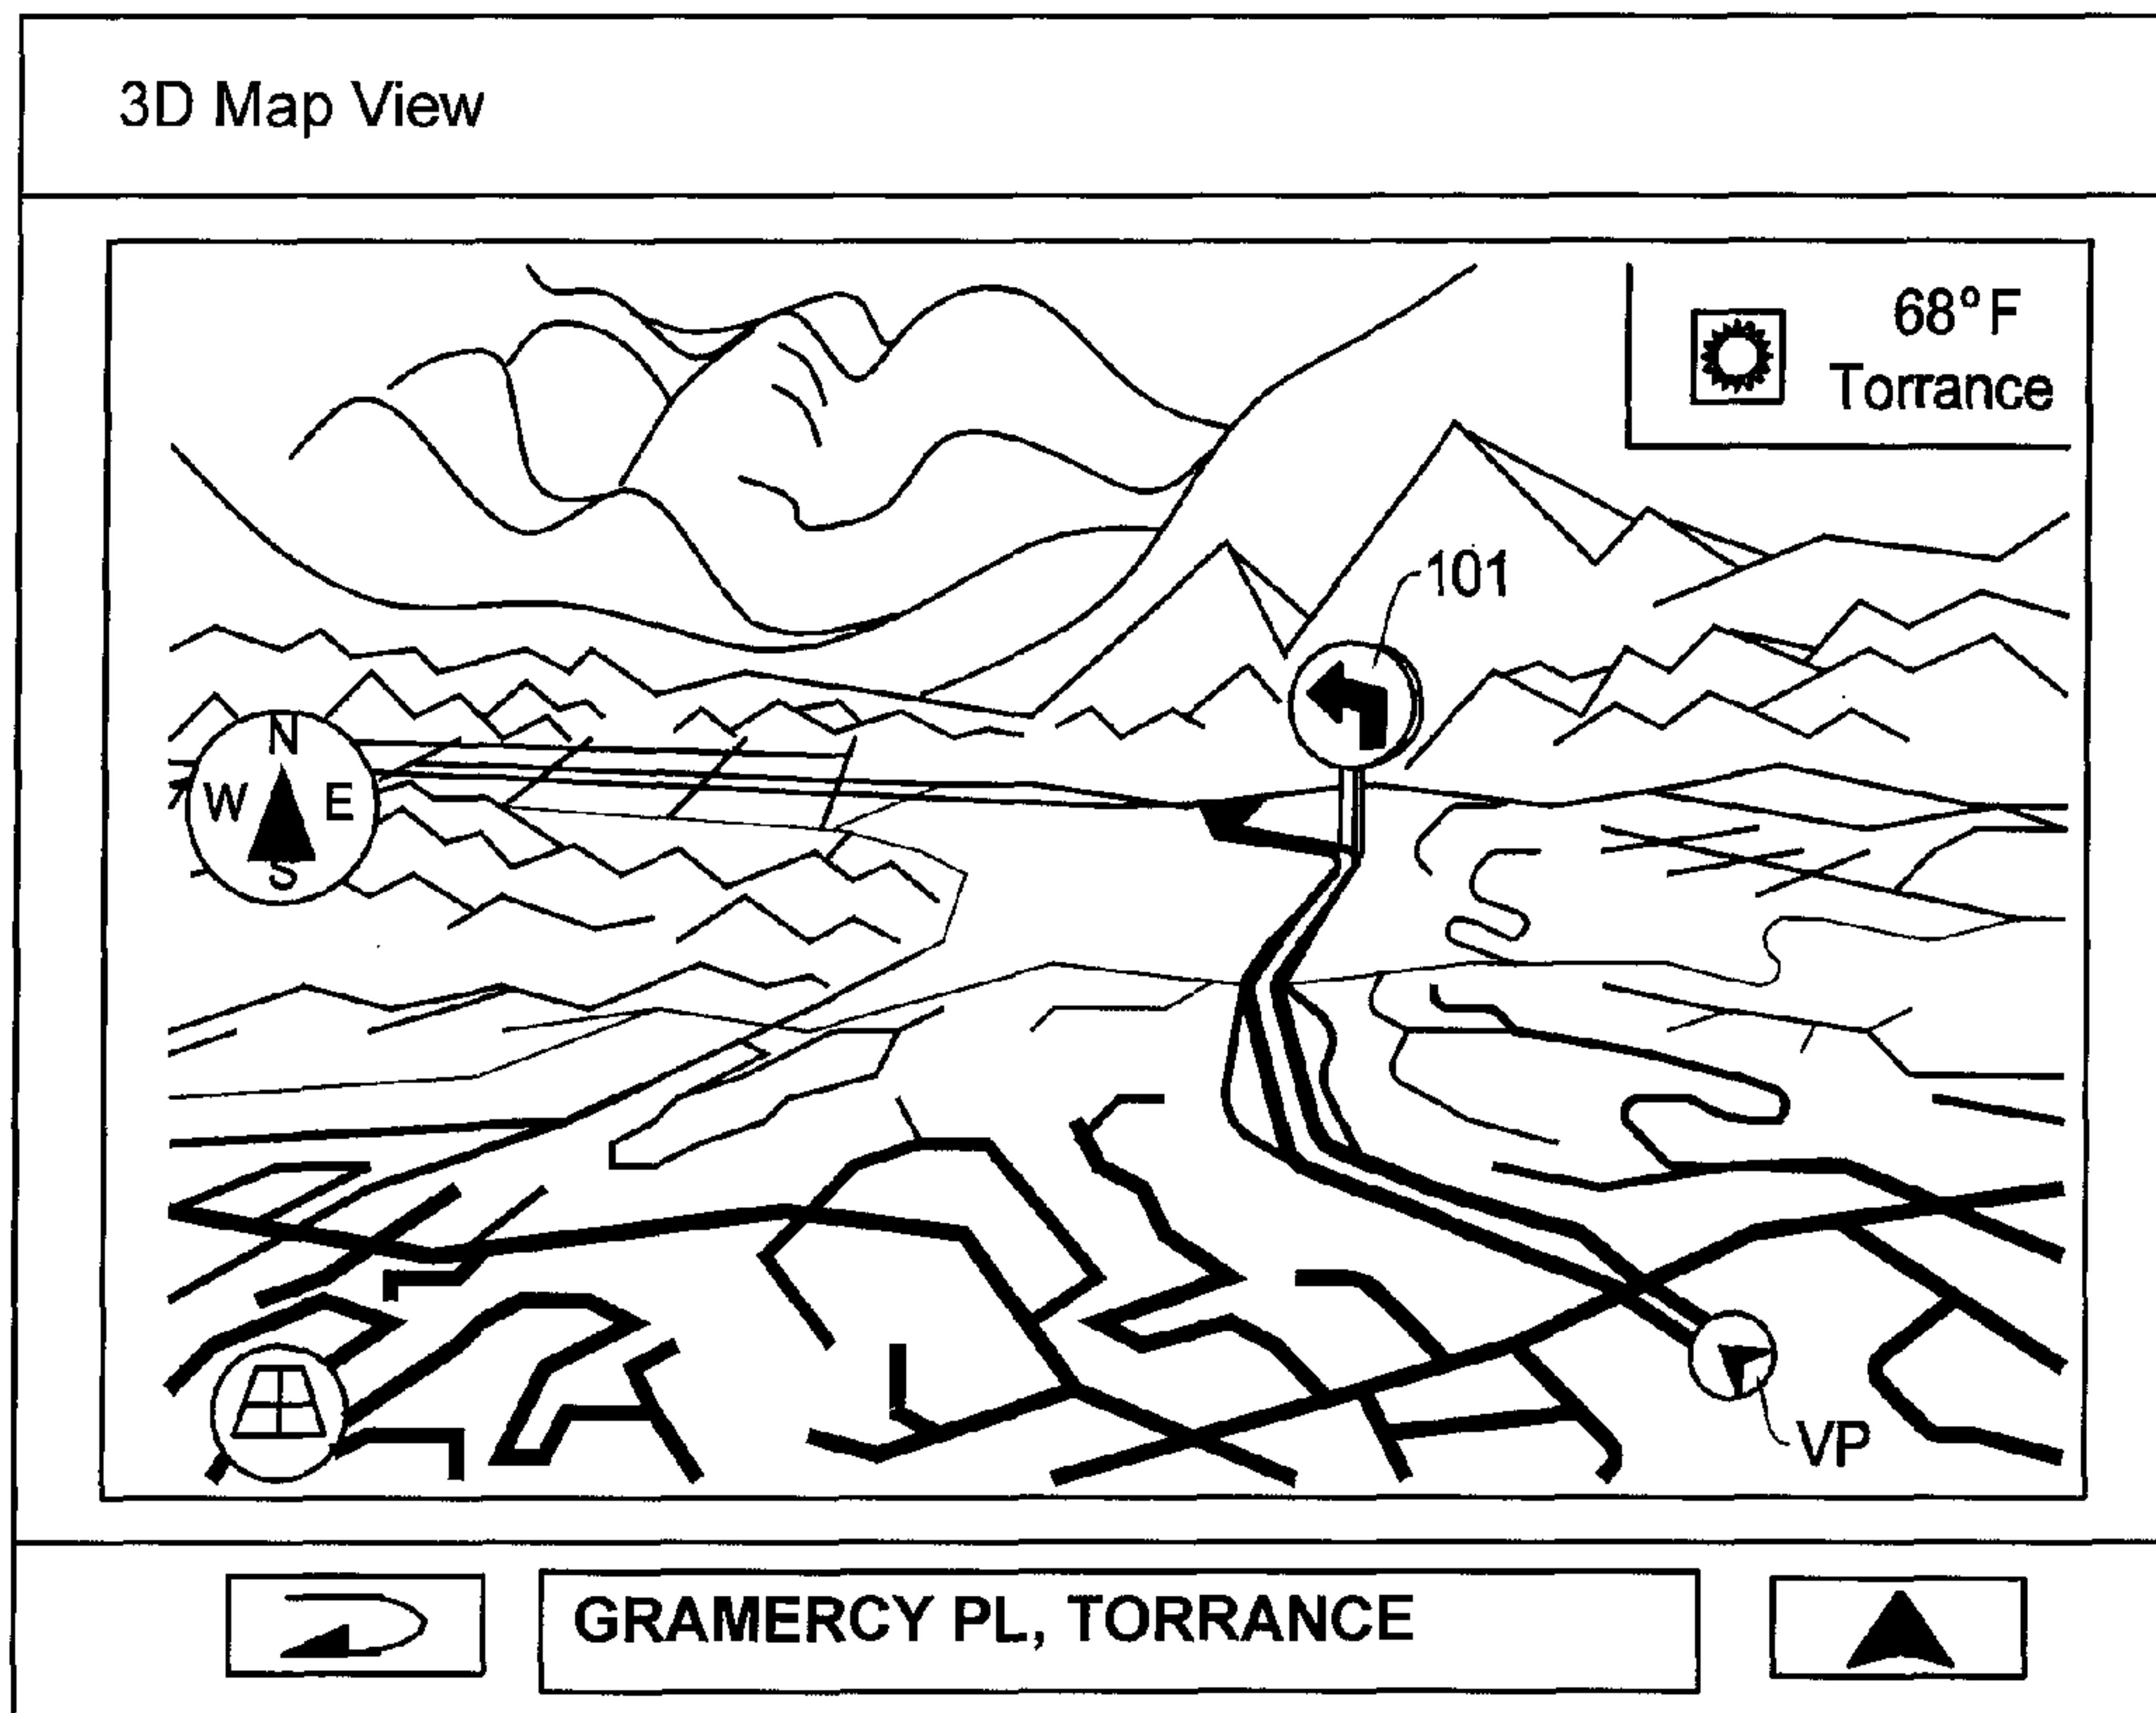 3D Map View
68°F
Torrance
101
N
W E
S
VP
GRAMERCY PL, TORRANCE